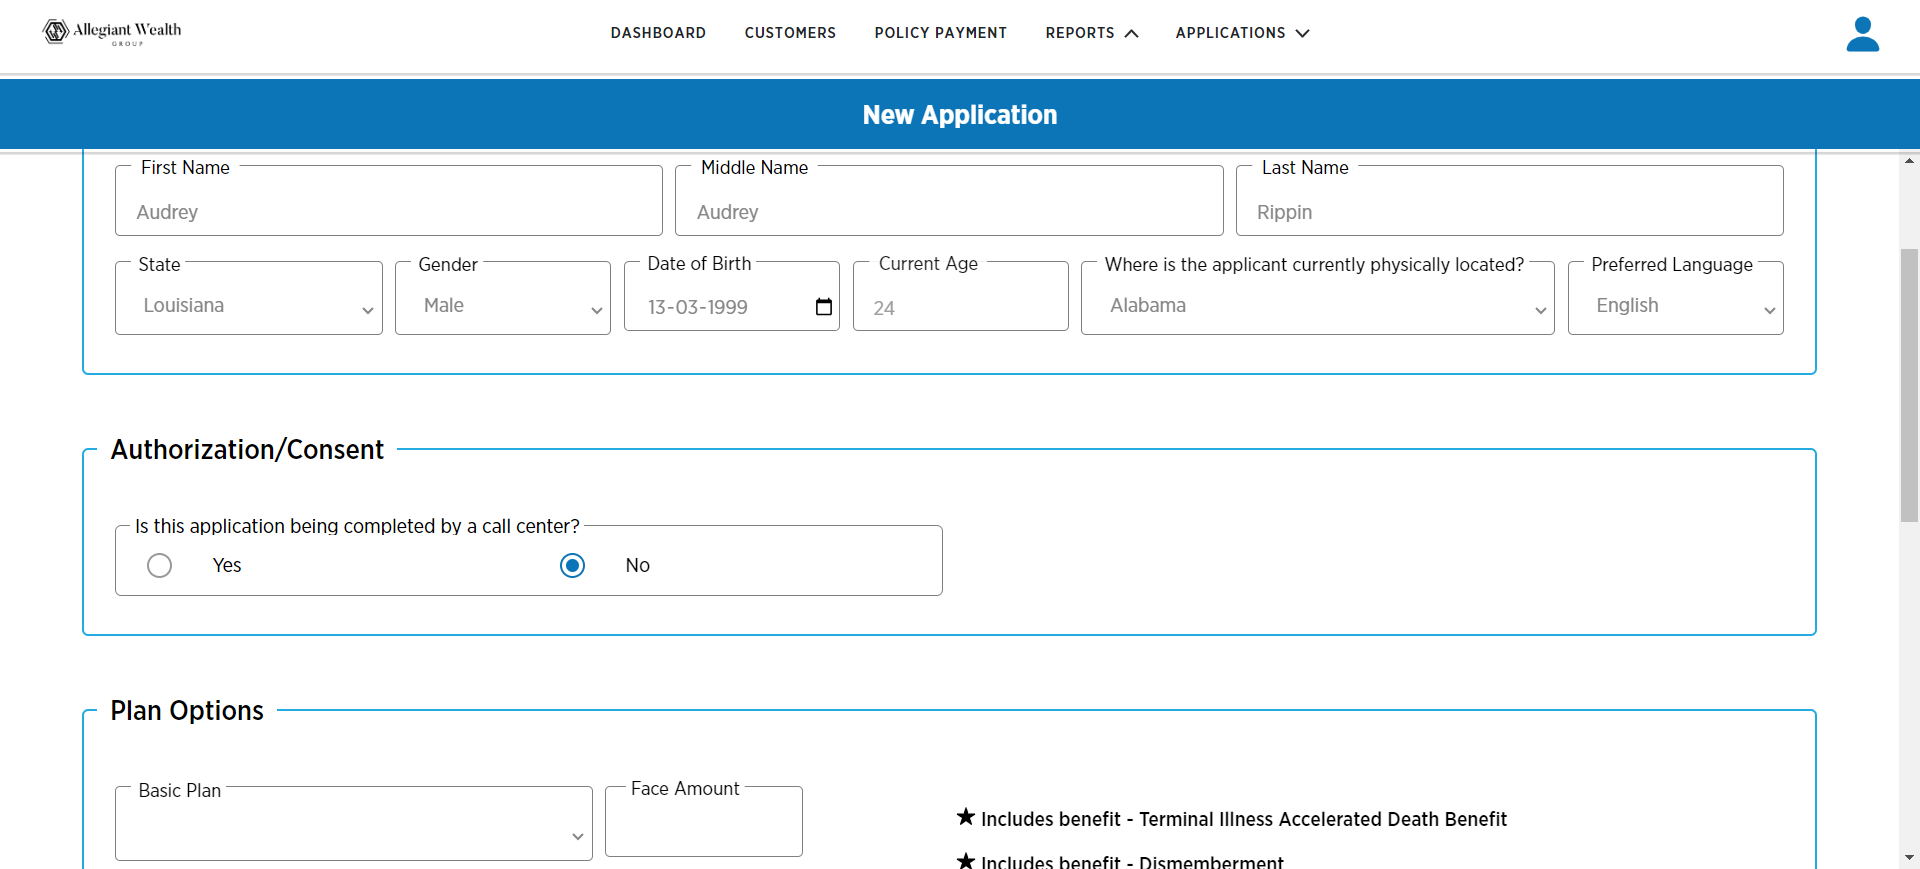 Allegiant Wealth
GROUP
DASHBOARD CUSTOMERS POLICY PAYMENT REPORTS APPLICATIONS
New Application
First Name Middle Name Last Name
Audrey Audrey Rippin
State Gender Date of Birth Current Age Where is the applicant currently physically located? Preferred Language
Louisiana Male 13-03-1999 24 Alabama English
Authorization/Consent
Is this application being completed by a call center?
Yes No
Plan Options
Basic Plan Face Amount
★ Includes benefit - Terminal Illness Accelerated Death Benefit
★ Includes benefit - Dismemberment